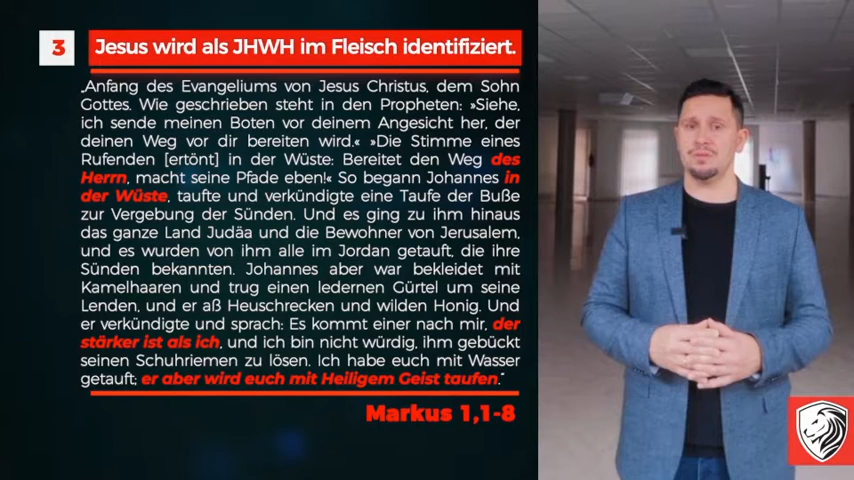 3
Jesus wird als JHWH im Fleisch identifiziert.
„Anfang des Evangeliums von Jesus Christus, dem Sohn
Gottes. Wie geschrieben steht in den Propheten: »Siehe,
ich sende meinen Boten vor deinem Angesicht her, der
deinen Weg vor dir bereiten wird.« »Die Stimme eines
Rufenden [ertönt] in der Wüste: Bereitet den Weg des
Herrn, macht seine Pfade eben!« So begann Johannes in
der Wüste, taufte und verkündigte eine Taufe der Buße
zur Vergebung der Sünden. Und es ging zu ihm hinaus
das ganze Land Judäa und die Bewohner von Jerusalem,
und es wurden von ihm alle im Jordan getauft, die ihre
Sünden bekannten. Johannes aber war bekleidet mit
Kamelhaaren und trug einen ledernen Gürtel um seine
Lenden, und er aß Heuschrecken und wilden Honig. Und
er verkündigte und sprach: Es kommt einer nach mir, der
stärker ist als ich, und ich bin nicht würdig, ihm gebückt
seinen Schuhriemen zu lösen. Ich habe euch mit Wasser
getauft; er aber wird euch mit Heiligem Geist taufen.“
Markus 1,1-8